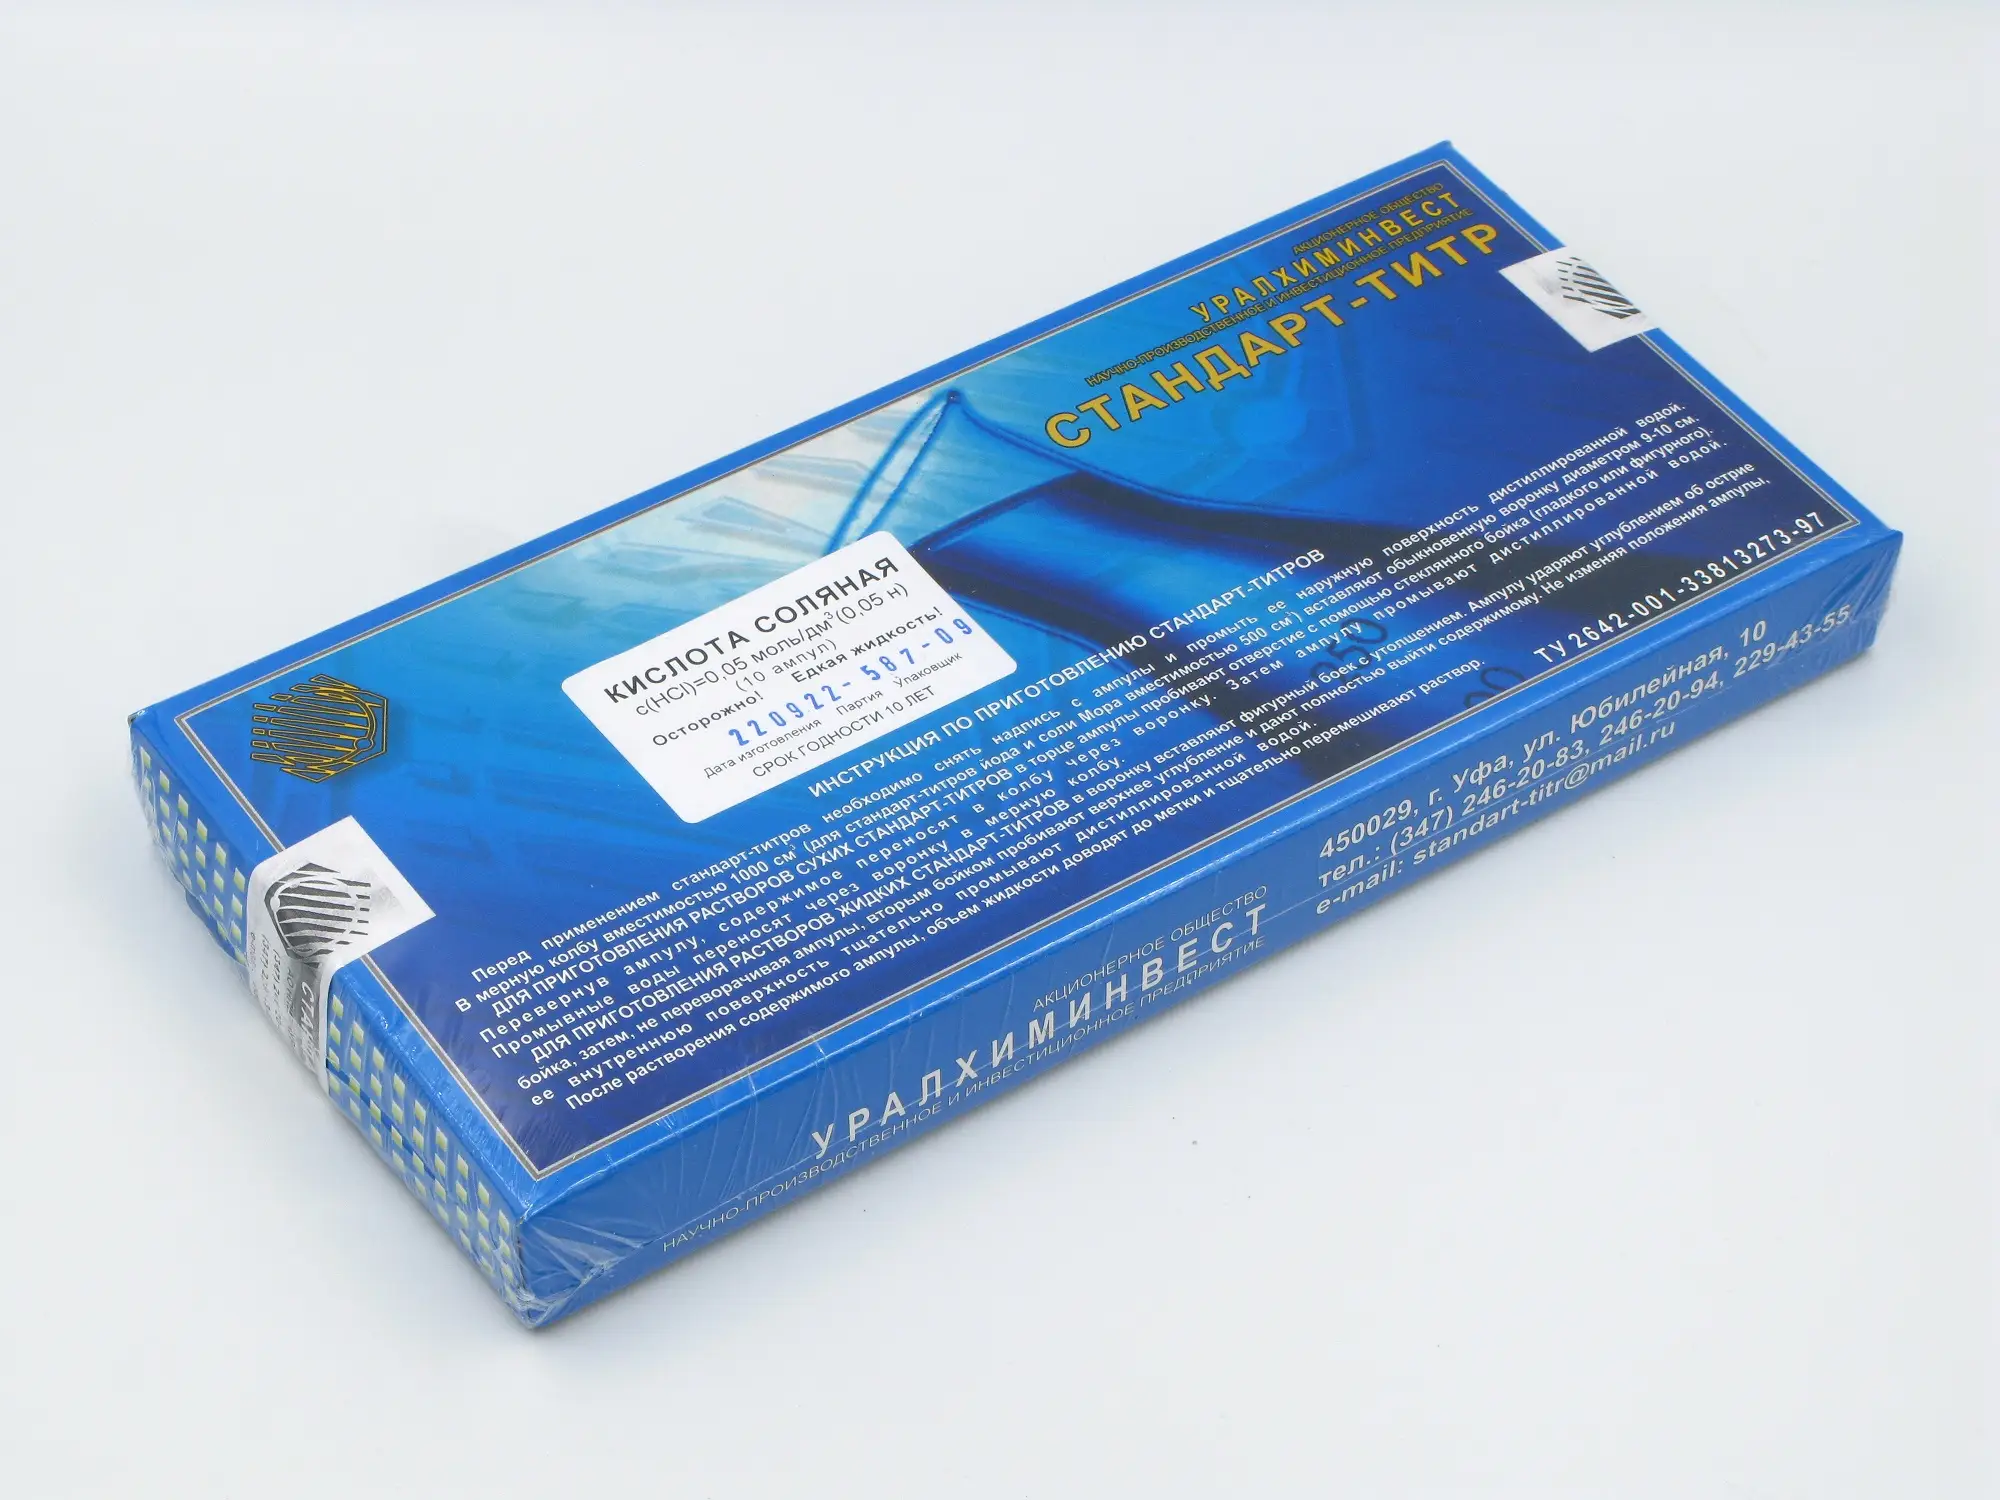 АКЦИОНЕРНОЕ ОБЩЕСТВО
УРАЛХИМИНВЕСТ
НАУЧНО-ПРОИЗВОДСТВЕННОЕ И ИНВЕСТИЦИОННОЕ ПРЕДПРИЯТИЕ
СТАНДАРТ-ТИТР
КИСЛОТА СОЛЯНАЯ
с(HCl)=0,05 моль/дм³(0,05 н)
(10 ампул)
Осторожно! Едкая жидкость!
220922-587-09
Дата изготовления Партия Упаковщик
СРОК ГОДНОСТИ 10 ЛЕТ
ИНСТРУКЦИЯ ПО ПРИГОТОВЛЕНИЮ СТАНДАРТ-ТИТРОВ
Перед применением стандарт-титров необходимо снять надпись с ампулы и промыть ее наружную поверхность дистиллированной водой.
В мерную колбу вместимостью 1000 см³ (для стандарт-титров йода и соли Мора вместимостью 500 см³) вставляют обыкновенную воронку диаметром 9-10 см.
ДЛЯ ПРИГОТОВЛЕНИЯ РАСТВОРОВ СУХИХ СТАНДАРТ-ТИТРОВ в торце ампулы пробивают отверстие с помощью стеклянного бойка (гладкого или фигурного).
Перевернув ампулу, содержимое переносят в колбу через воронку. Затем ампулу промывают дистиллированной водой.
Промывные воды переносят через воронку в мерную колбу.
ДЛЯ ПРИГОТОВЛЕНИЯ РАСТВОРОВ ЖИДКИХ СТАНДАРТ-ТИТРОВ в воронку вставляют фигурный боек с утолщением. Ампулу ударяют углублением об острие
бойка, затем, не переворачивая ампулы, вторым бойком пробивают верхнее углубление и дают полностью выйти содержимому. Не изменяя положения ампулы,
ее внутреннюю поверхность тщательно промывают дистиллированной водой.
После растворения содержимого ампулы, объем жидкости доводят до метки и тщательно перемешивают раствор.
ТУ 2642-001-33813273-97
АКЦИОНЕРНОЕ ОБЩЕСТВО
УРАЛХИМИНВЕСТ
НАУЧНО-ПРОИЗВОДСТВЕННОЕ И ИНВЕСТИЦИОННОЕ ПРЕДПРИЯТИЕ
450029, г. Уфа, ул. Юбилейная, 10
тел.: (347) 246-20-83, 246-20-94, 229-43-55
e-mail: standart-titr@mail.ru